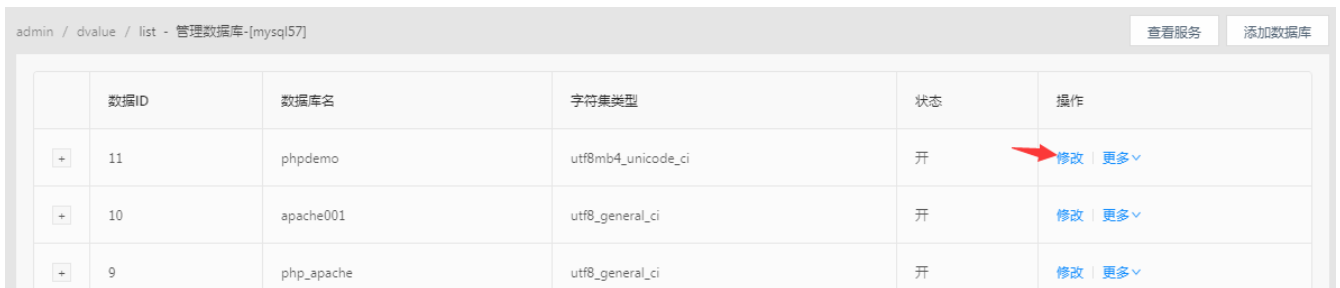 admin / dvalue / list - 管理数据库-[mysql57] 查看服务 添加数据库
数据ID 数据库名 字符集类型 状态 操作
+ 11 phpdemo utf8mb4_unicode_ci 开 修改 更多
+ 10 apache001 utf8_general_ci 开 修改 更多
+ 9 php_apache utf8_general_ci 开 修改 更多